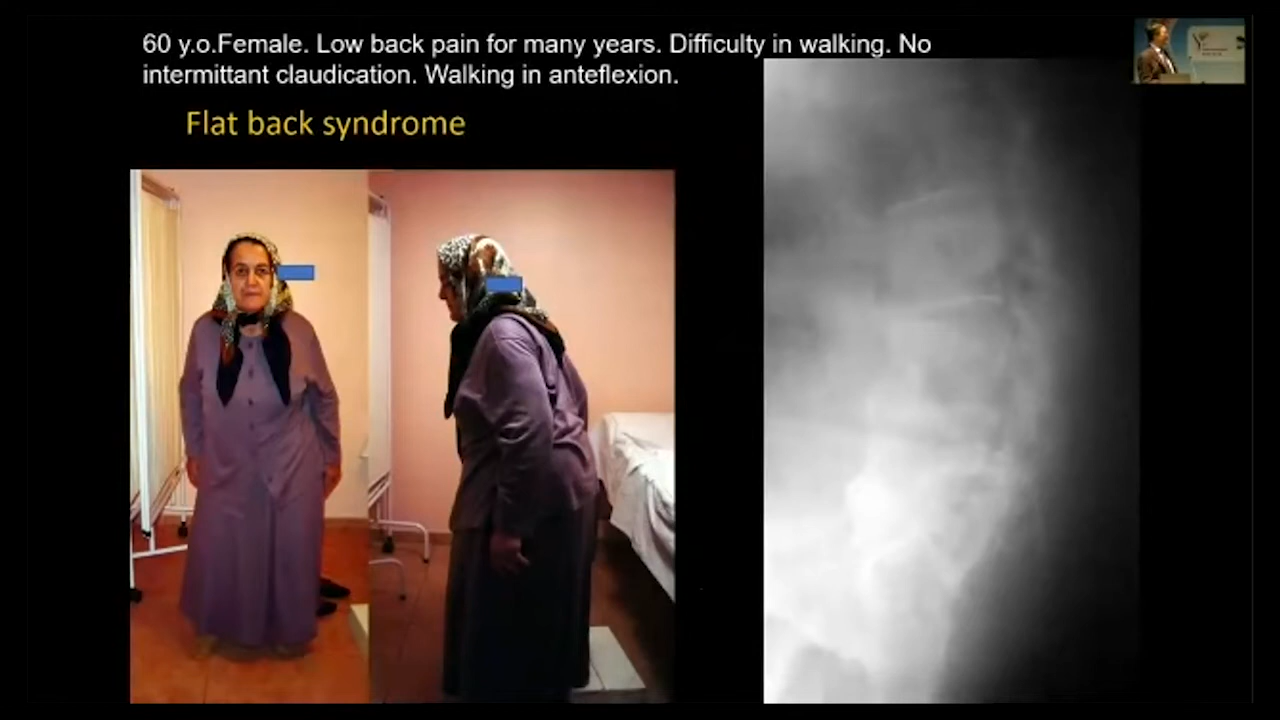 60 y.o.Female. Low back pain for many years. Difficulty in walking. No
intermittant claudication. Walking in anteflexion.
Flat back syndrome